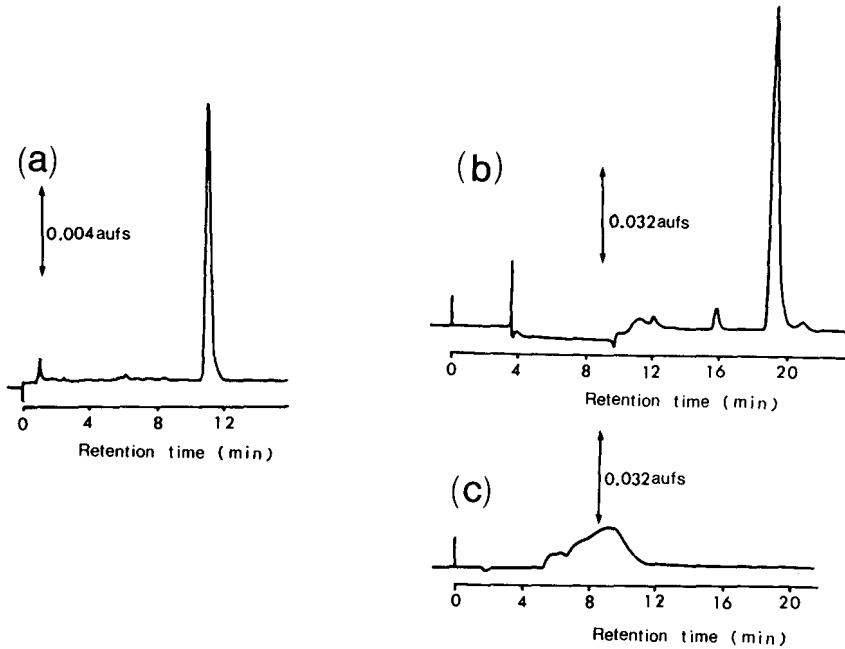 (a)
0.004aufs
0 4 8 12
Retention time (min)
(b)
0.032aufs
0 4 8 12 16 20
Retention time (min)
(c)
0.032aufs
0 4 8 12 16 20
Retention time (min)